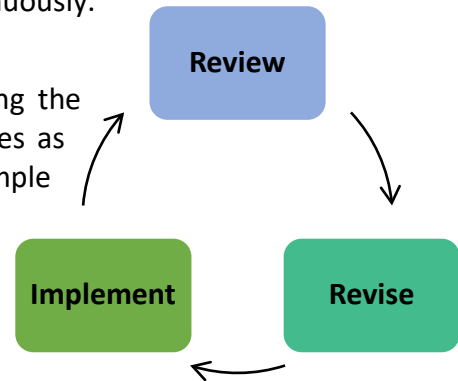 uously.
Review
ng the
es as
mple
Implement
Revise